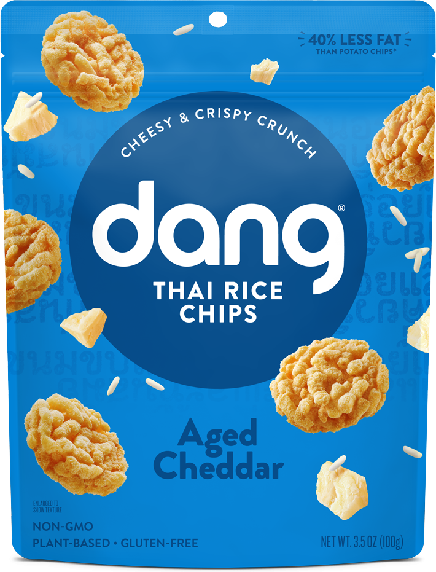 40% LESS FAT
THAN POTATO CHIPS*
CHEESY & CRISPY CRUNCH
dang®
THAI RICE
CHIPS
Aged
Cheddar
NON-GMO
PLANT-BASED • GLUTEN-FREE
NET WT. 3.5 OZ (100g)